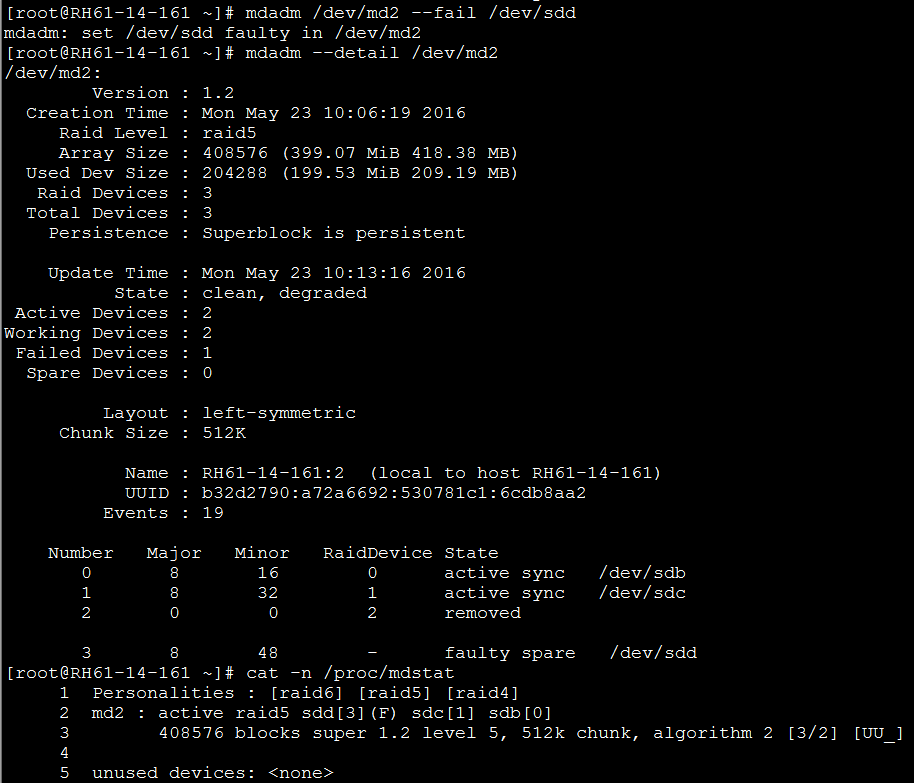 [root@RH61-14-161 ~]# mdadm /dev/md2 --fail /dev/sdd
mdadm: set /dev/sdd faulty in /dev/md2
[root@RH61-14-161 ~]# mdadm --detail /dev/md2
/dev/md2:
        Version : 1.2
  Creation Time : Mon May 23 10:06:19 2016
     Raid Level : raid5
     Array Size : 408576 (399.07 MiB 418.38 MB)
  Used Dev Size : 204288 (199.53 MiB 209.19 MB)
   Raid Devices : 3
  Total Devices : 3
    Persistence : Superblock is persistent

    Update Time : Mon May 23 10:13:16 2016
          State : clean, degraded
 Active Devices : 2
Working Devices : 2
 Failed Devices : 1
  Spare Devices : 0

         Layout : left-symmetric
     Chunk Size : 512K

           Name : RH61-14-161:2  (local to host RH61-14-161)
           UUID : b32d2790:a72a6692:530781c1:6cdb8aa2
         Events : 19

    Number   Major   Minor   RaidDevice State
       0       8       16        0      active sync   /dev/sdb
       1       8       32        1      active sync   /dev/sdc
       2       0        0        2      removed

       3       8       48        -      faulty spare   /dev/sdd
[root@RH61-14-161 ~]# cat -n /proc/mdstat
     1  Personalities : [raid6] [raid5] [raid4]
     2  md2 : active raid5 sdd[3](F) sdc[1] sdb[0]
     3        408576 blocks super 1.2 level 5, 512k chunk, algorithm 2 [3/2] [UU_]
     4
     5  unused devices: <none>